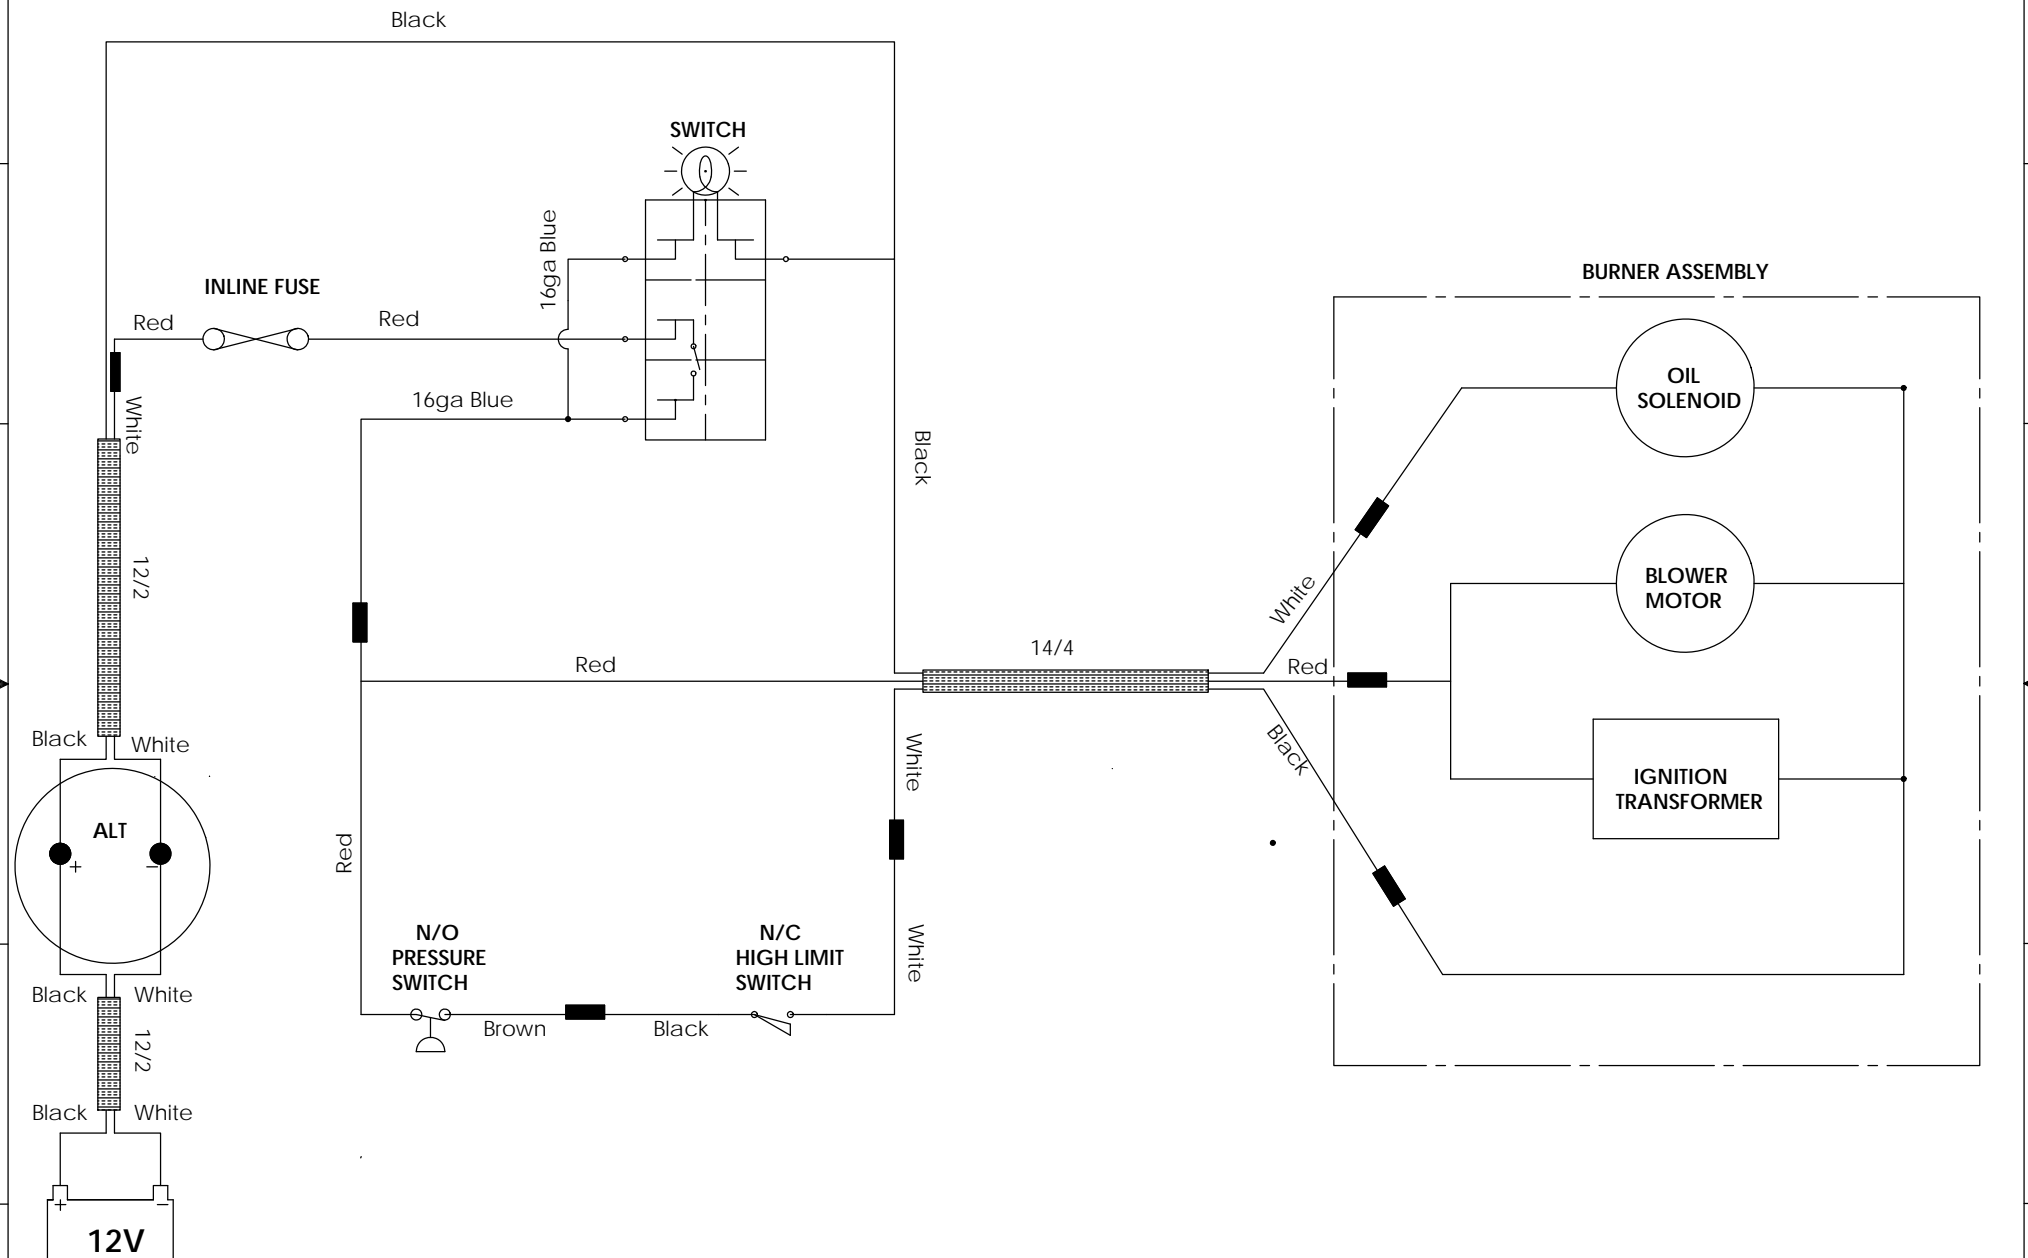 Black
SWITCH
16ga Blue
INLINE FUSE
Red
Red
16ga Blue
White
Black
12/2
BURNER ASSEMBLY
OIL
SOLENOID
BLOWER
MOTOR
White
14/4
Red
Red
Black
White
IGNITION
TRANSFORMER
Black
White
ALT
+
−
Red
N/O
PRESSURE
SWITCH
N/C
HIGH LIMIT
SWITCH
White
Brown
Black
Black
White
12/2
Black
White
+
−
12V